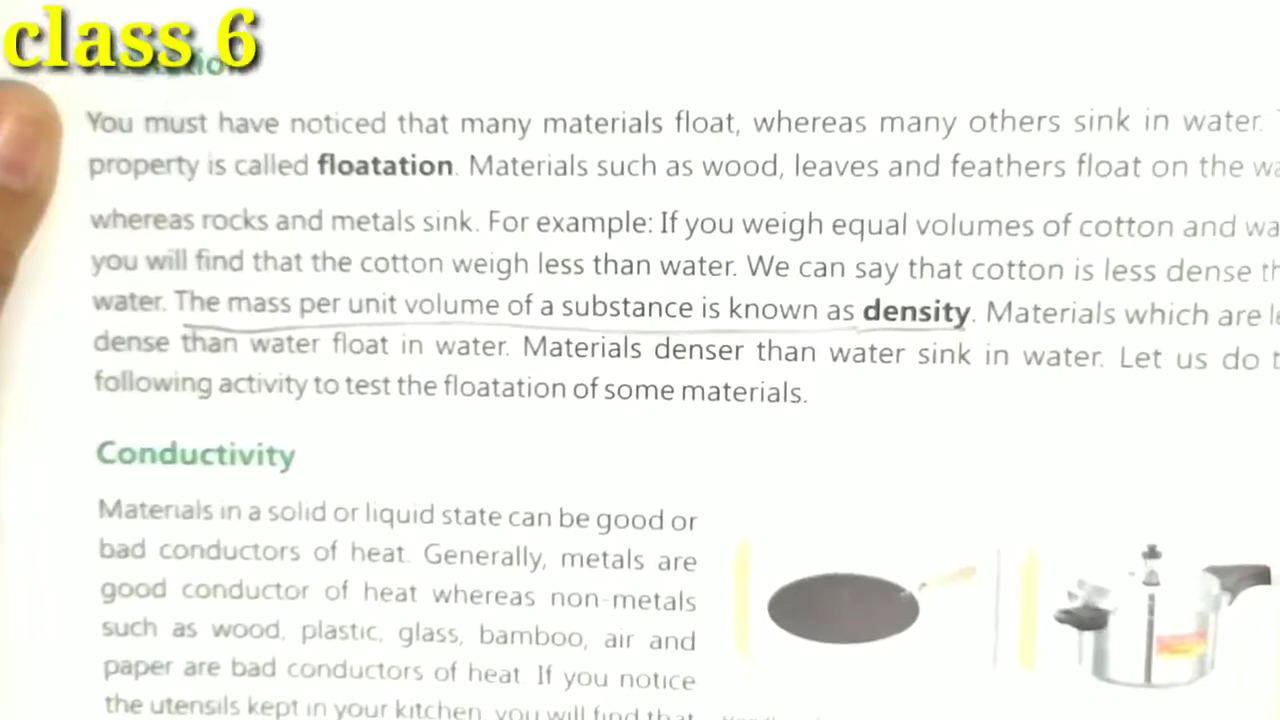 class 6
You must have noticed that many materials float, whereas many others sink in water.
property is called floatation. Materials such as wood, leaves and feathers float on the
whereas rocks and metals sink. For example: If you weigh equal volumes of cotton and
you will find that the cotton weigh less than water. We can say that cotton is less dense
water. The mass per unit volume of a substance is known as density. Materials which are
dense than water float in water. Materials denser than water sink in water. Let us do
following activity to test the floatation of some materials.
Conductivity
Materials in a solid or liquid state can be good or
bad conductors of heat. Generally, metals are
good conductor of heat whereas non-metals
such as wood, plastic, glass, bamboo, air and
paper are bad conductors of heat If you notice
the utensils kept in your kitchen, you will find that